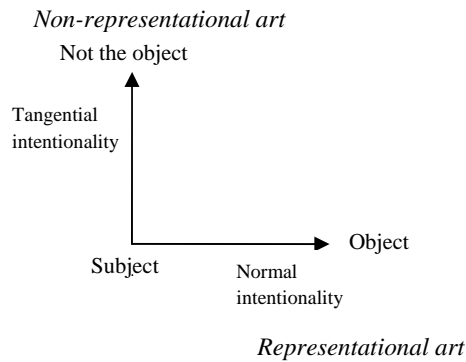 Non-representational art
Not the object
Tangential
intentionality
Object
Subject
Normal
intentionality
Representational art